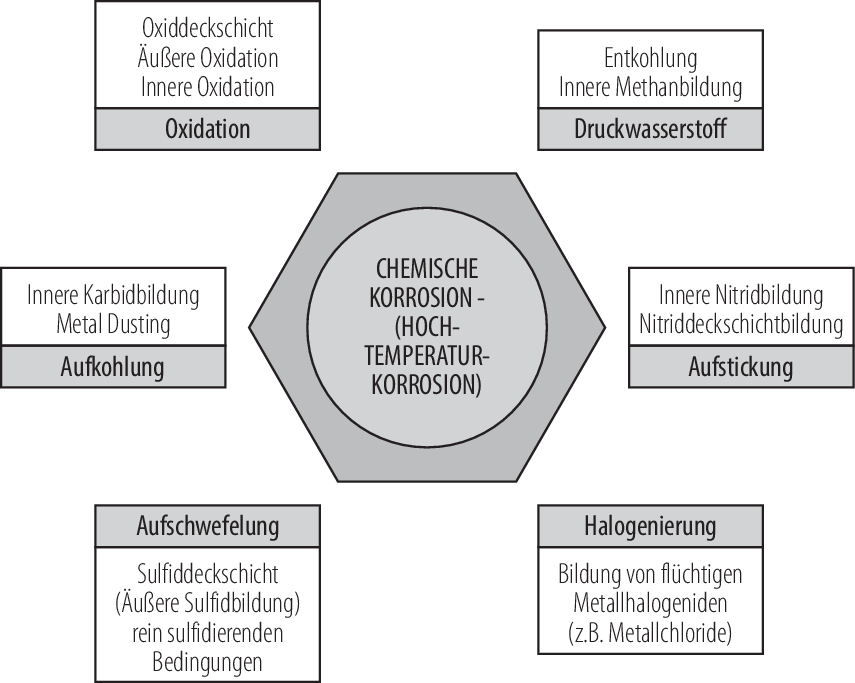 Oxiddeckschicht
Äußere Oxidation
Innere Oxidation
Oxidation
Entkohlung
Innere Methanbildung
Druckwasserstoff
Innere Karbidbildung
Metal Dusting
Aufkohlung
CHEMISCHE
KORROSION -
(HOCH-
TEMPERATUR-
KORROSION)
Innere Nitridbildung
Nitriddeckschichtbildung
Aufstickung
Aufschwefelung
Sulfiddeckschicht
(Äußere Sulfidbildung)
rein sulfidierenden
Bedingungen
Halogenierung
Bildung von flüchtigen
Metallhalogeniden
(z.B. Metallchloride)